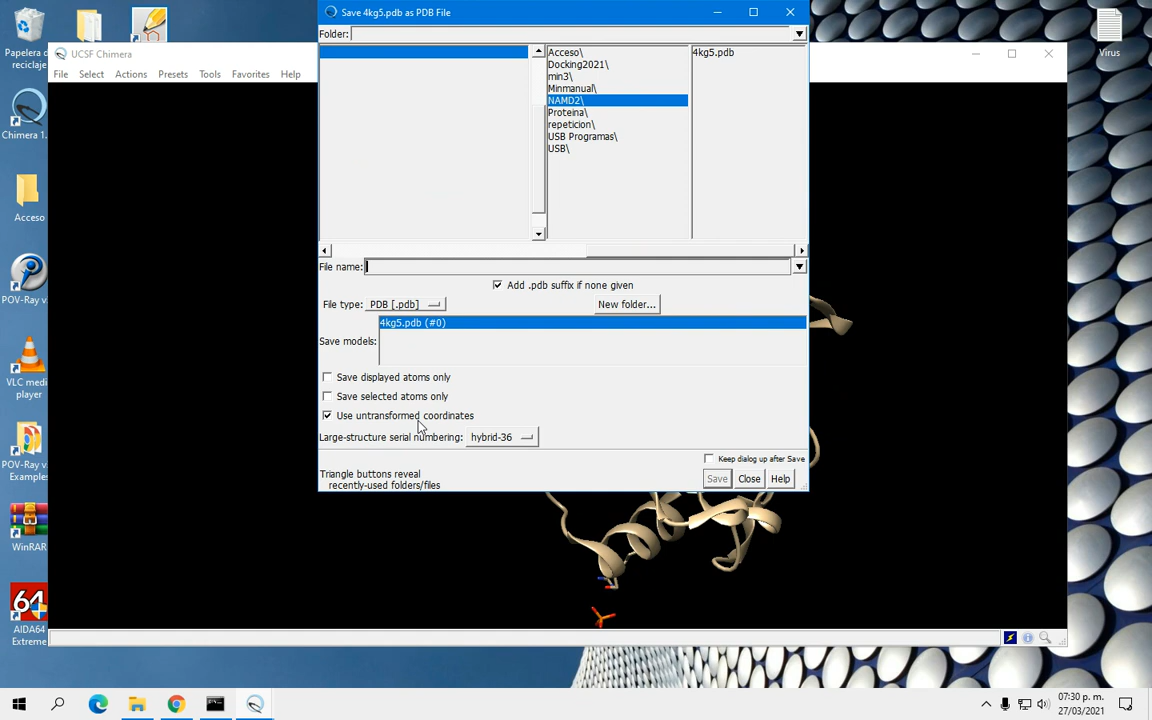 Save 4kg5.pdb as PDB File
Papelera de
reciclaje
UCSF Chimera
File Select Actions Presets Tools Favorites Help
Folder:
Acceso\
Docking2021\
min3\
Minmanual\
NAMD2\
Proteina\
repeticion\
USB Programas\
USB\
4kg5.pdb
File name:
Add .pdb suffix if none given
File type: PDB [.pdb]
New folder...
4kg5.pdb (#0)
Save models:
Save displayed atoms only
Save selected atoms only
Use untransformed coordinates
Large-structure serial numbering: hybrid-36
Keep dialog up after Save
Triangle buttons reveal
recently-used folders/files
Save Close Help
Virus
Chimera 1.
Acceso
POV-Ray v
VLC media
player
POV-Ray v
Examples
WinRAR
64
AIDA64
Extreme
07:30 p. m.
27/03/2021